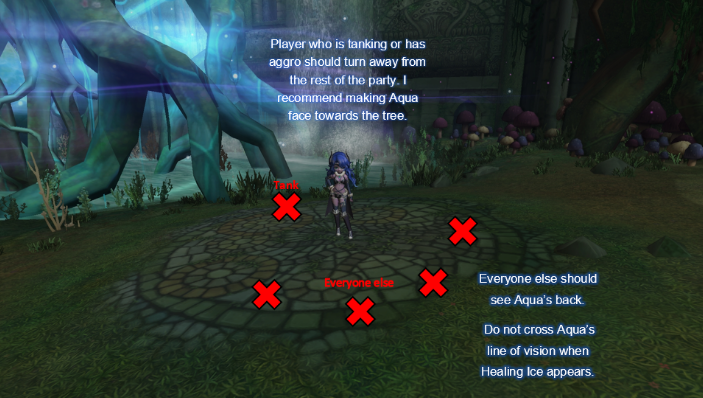 Player who is tanking or has
aggro should turn away from
the rest of the party. I
recommend making Aqua
face towards the tree.
Tank
Everyone else
Everyone else should
see Aqua's back.
Do not cross Aqua's
line of vision when
Healing Ice appears.